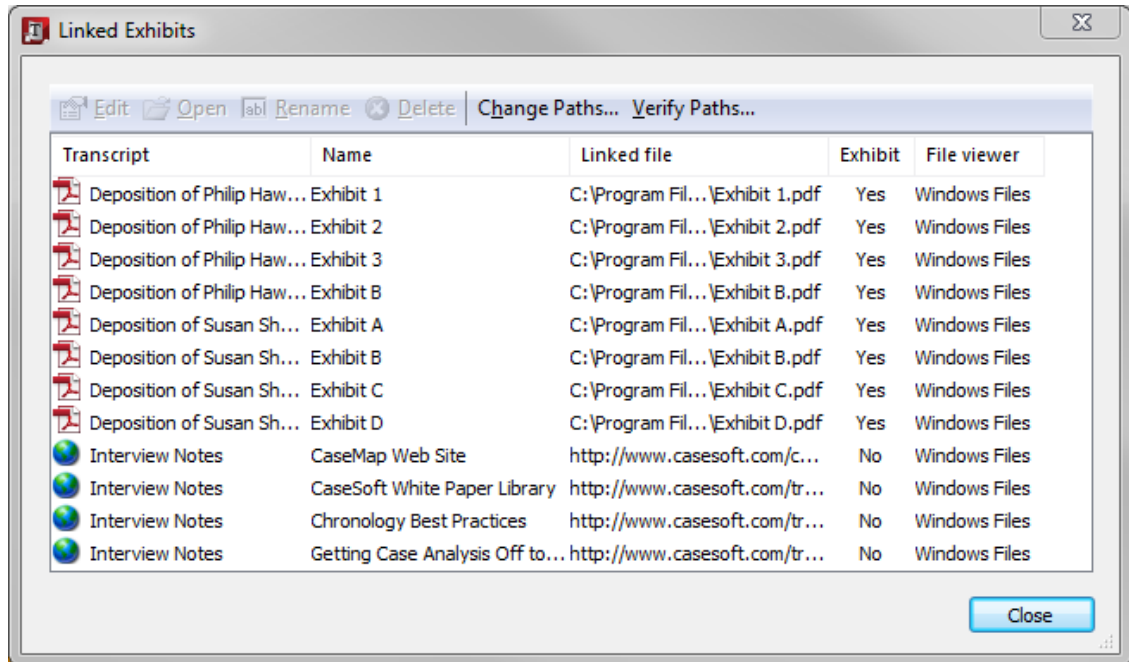 Linked Exhibits
Edit Open Rename Delete Change Paths... Verify Paths...
Transcript Name Linked file Exhibit File viewer
Deposition of Philip Haw... Exhibit 1 C:\Program Fil...\Exhibit 1.pdf Yes Windows Files
Deposition of Philip Haw... Exhibit 2 C:\Program Fil...\Exhibit 2.pdf Yes Windows Files
Deposition of Philip Haw... Exhibit 3 C:\Program Fil...\Exhibit 3.pdf Yes Windows Files
Deposition of Philip Haw... Exhibit B C:\Program Fil...\Exhibit B.pdf Yes Windows Files
Deposition of Susan Sh... Exhibit A C:\Program Fil...\Exhibit A.pdf Yes Windows Files
Deposition of Susan Sh... Exhibit B C:\Program Fil...\Exhibit B.pdf Yes Windows Files
Deposition of Susan Sh... Exhibit C C:\Program Fil...\Exhibit C.pdf Yes Windows Files
Deposition of Susan Sh... Exhibit D C:\Program Fil...\Exhibit D.pdf Yes Windows Files
Interview Notes CaseMap Web Site http://www.casesoft.com/c... No Windows Files
Interview Notes CaseSoft White Paper Library http://www.casesoft.com/tr... No Windows Files
Interview Notes Chronology Best Practices http://www.casesoft.com/tr... No Windows Files
Interview Notes Getting Case Analysis Off to... http://www.casesoft.com/tr... No Windows Files
Close